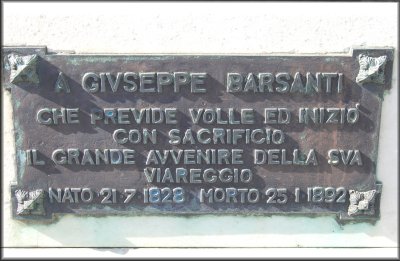 A GIVSEPPE BARSANTI
CHE PREVIDE VOLLE ED INIZIO'
CON SACRIFICIO
IL GRANDE AVVENIRE DELLA SVA
VIAREGGIO
NATO 21·7·1828 MORTO 25·1·1892